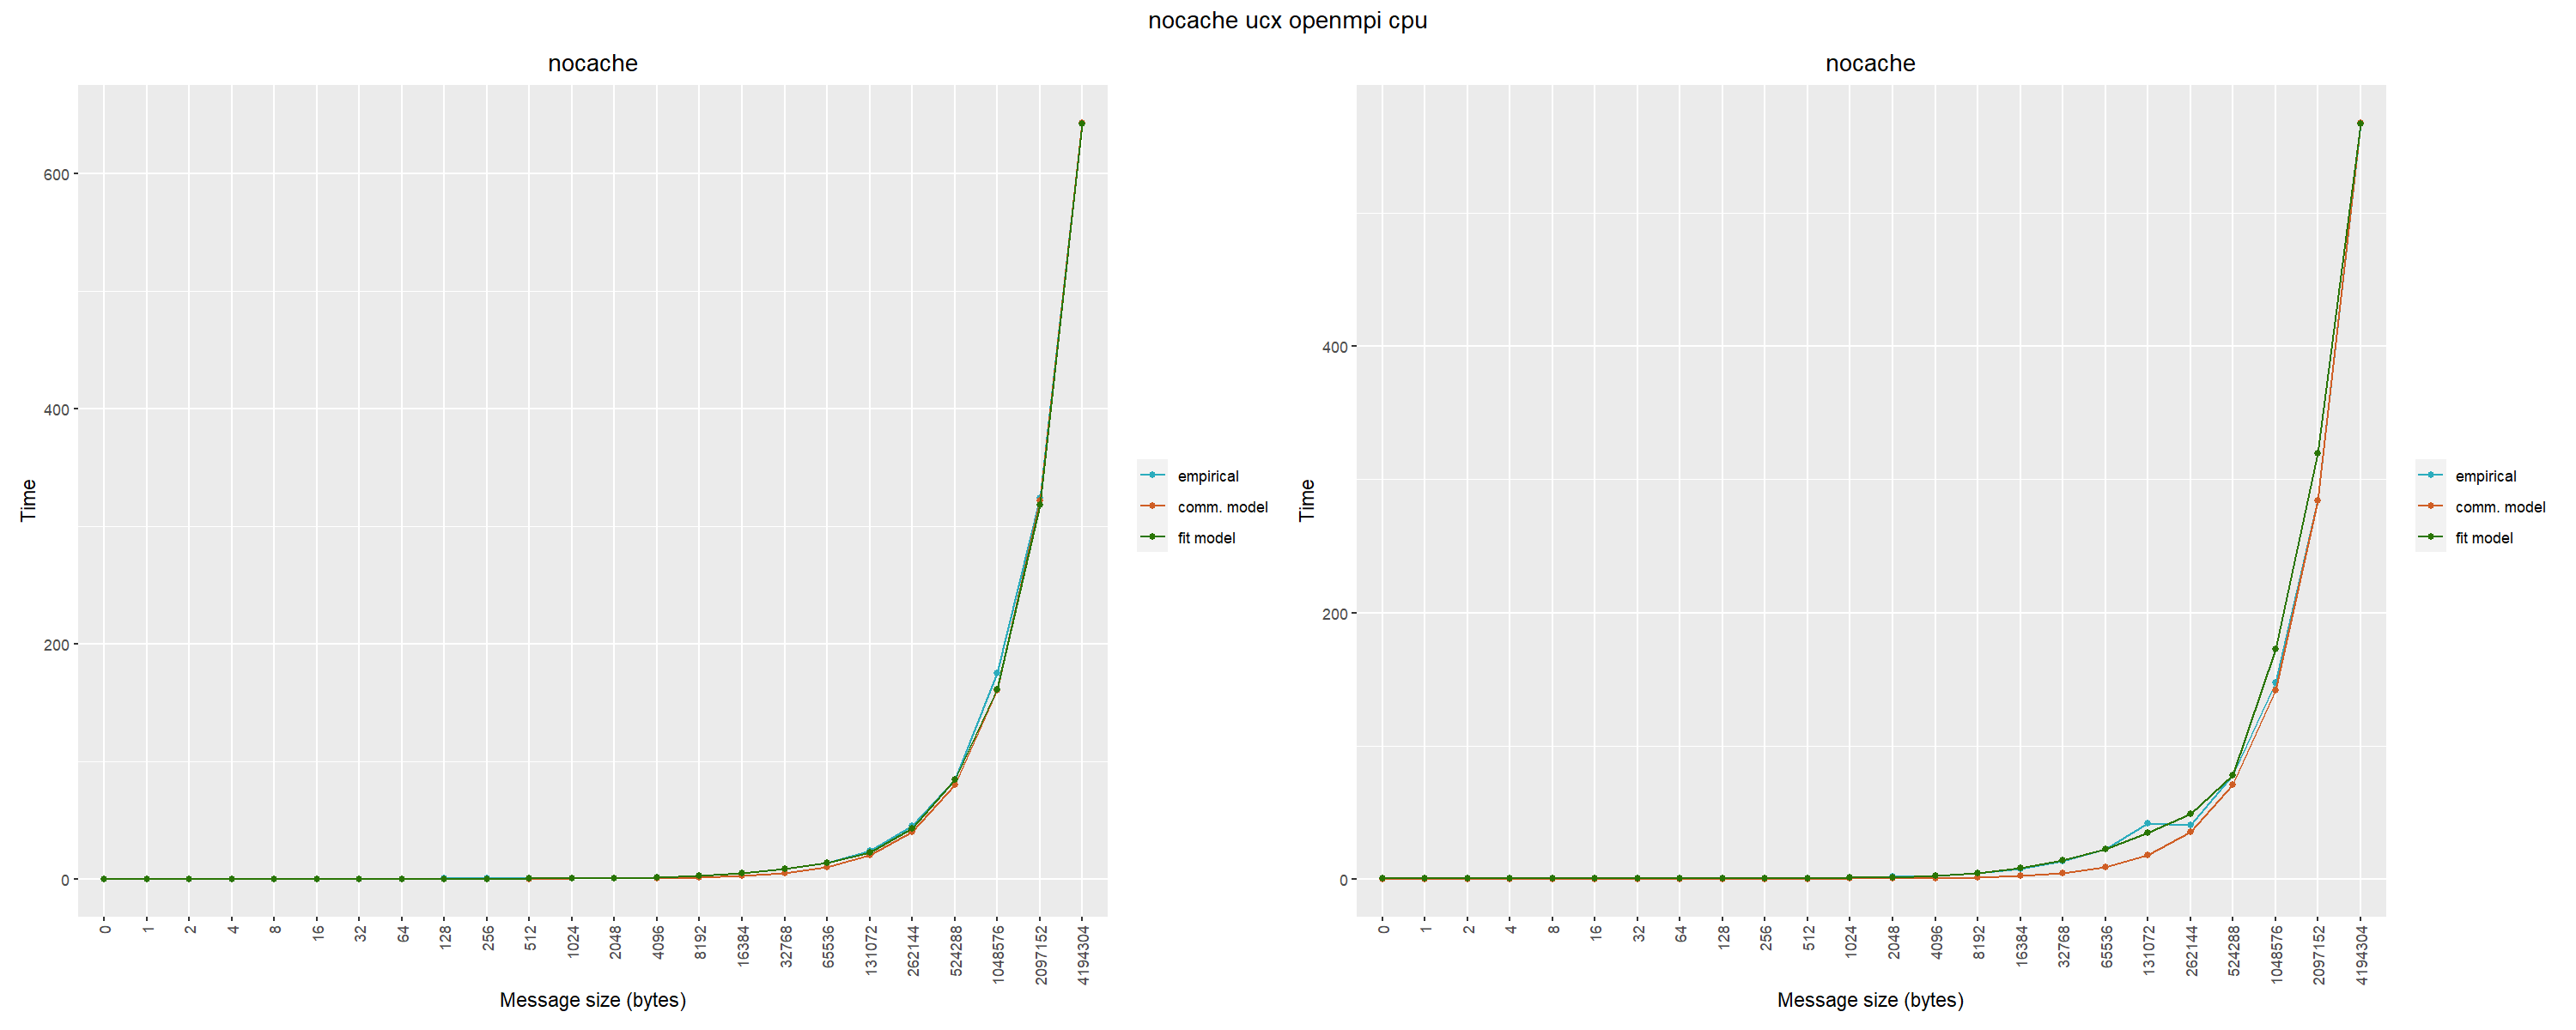 nocache ucx openmpi cpu
nocache
600
400
200
0
Time
0 1 2 4 8 16 32 64 128 256 512 1024 2048 4096 8192 16384 32768 65536 131072 262144 524288 1048576 2097152 4194304
Message size (bytes)
empirical
comm. model
fit model
nocache
400
200
0
Time
0 1 2 4 8 16 32 64 128 256 512 1024 2048 4096 8192 16384 32768 65536 131072 262144 524288 1048576 2097152 4194304
Message size (bytes)
empirical
comm. model
fit model